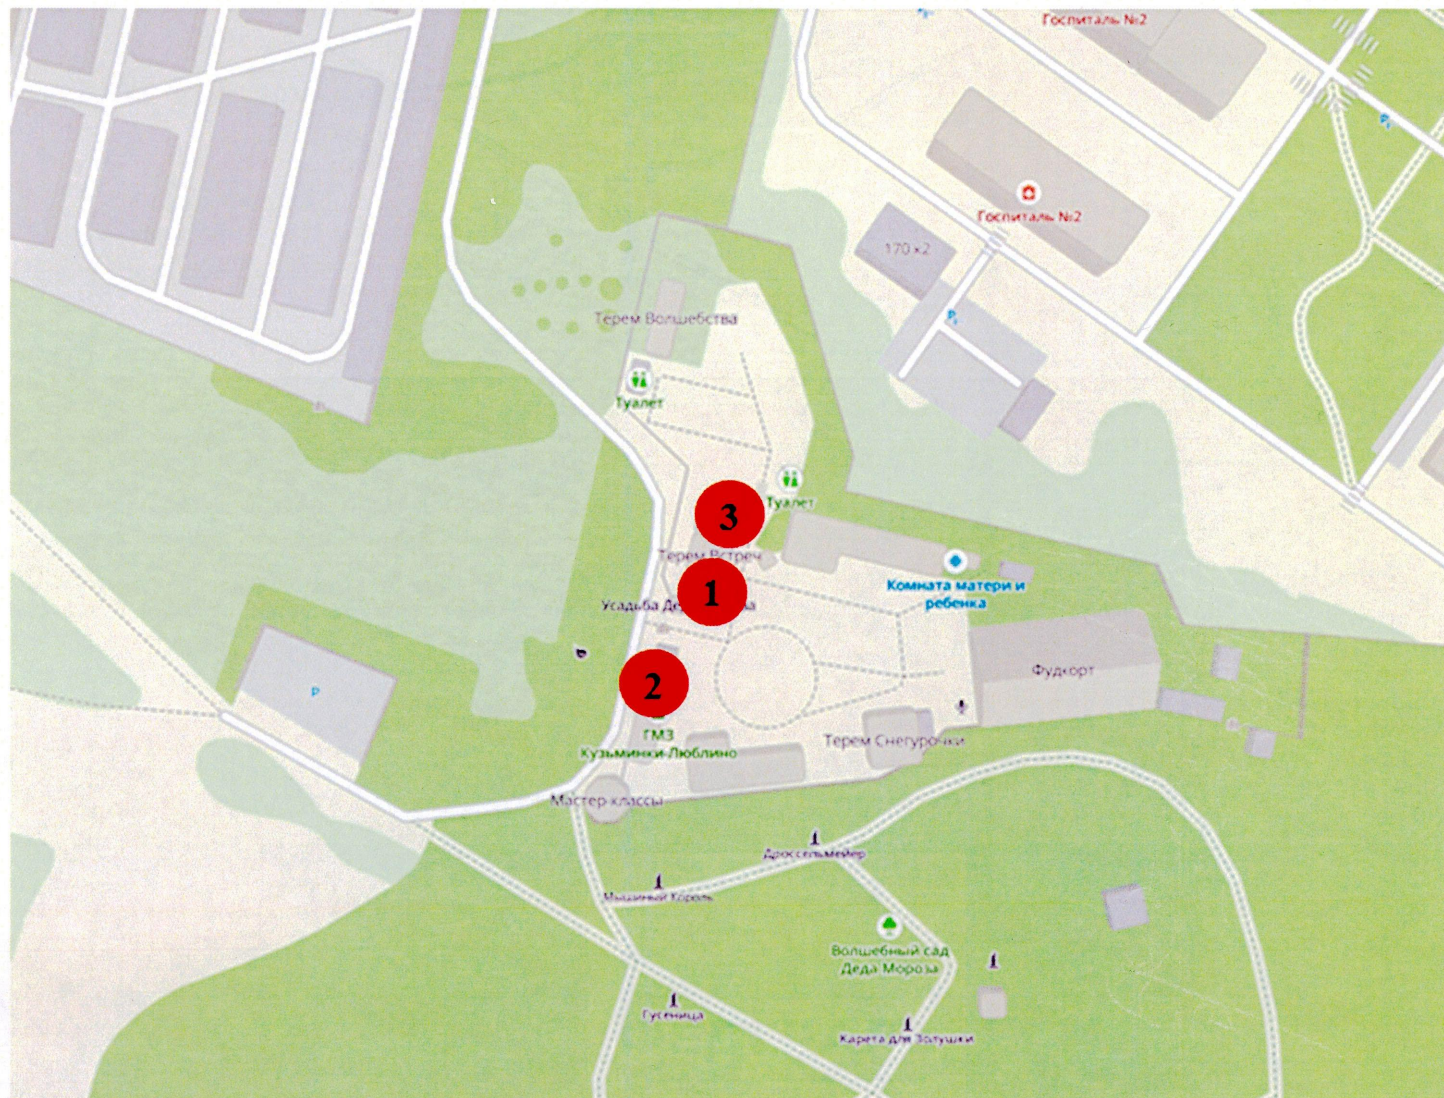 Госпиталь №2
P
Госпиталь №2
170 к2
P
Терем Волшебства
Туалет
Туалет
3
Терем Встреч
Комната матери и
ребенка
1
Усадьба
2
P
Фудкорт
ГМЗ
Кузьминки-Люблино
Терем Снегурочки
Мастер-классы
Дроссельмейер
Мышиный Король
Волшебный сад
Деда Мороза
Гусеница
Карета для Золушки